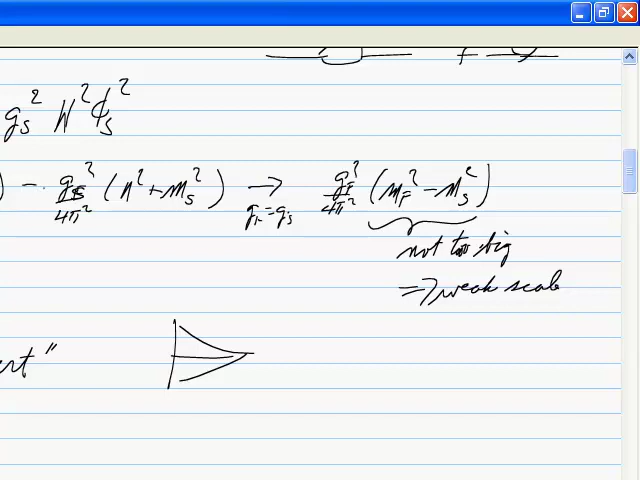 g_s^2 H^2 ϕ_s^2
) - g_s^2/4π^2 (Λ^2 + m_s^2) → g_F=g_s g_F^2/4π^2 (m_F^2 - m_s^2)
not too big
=> weak scale
ert"